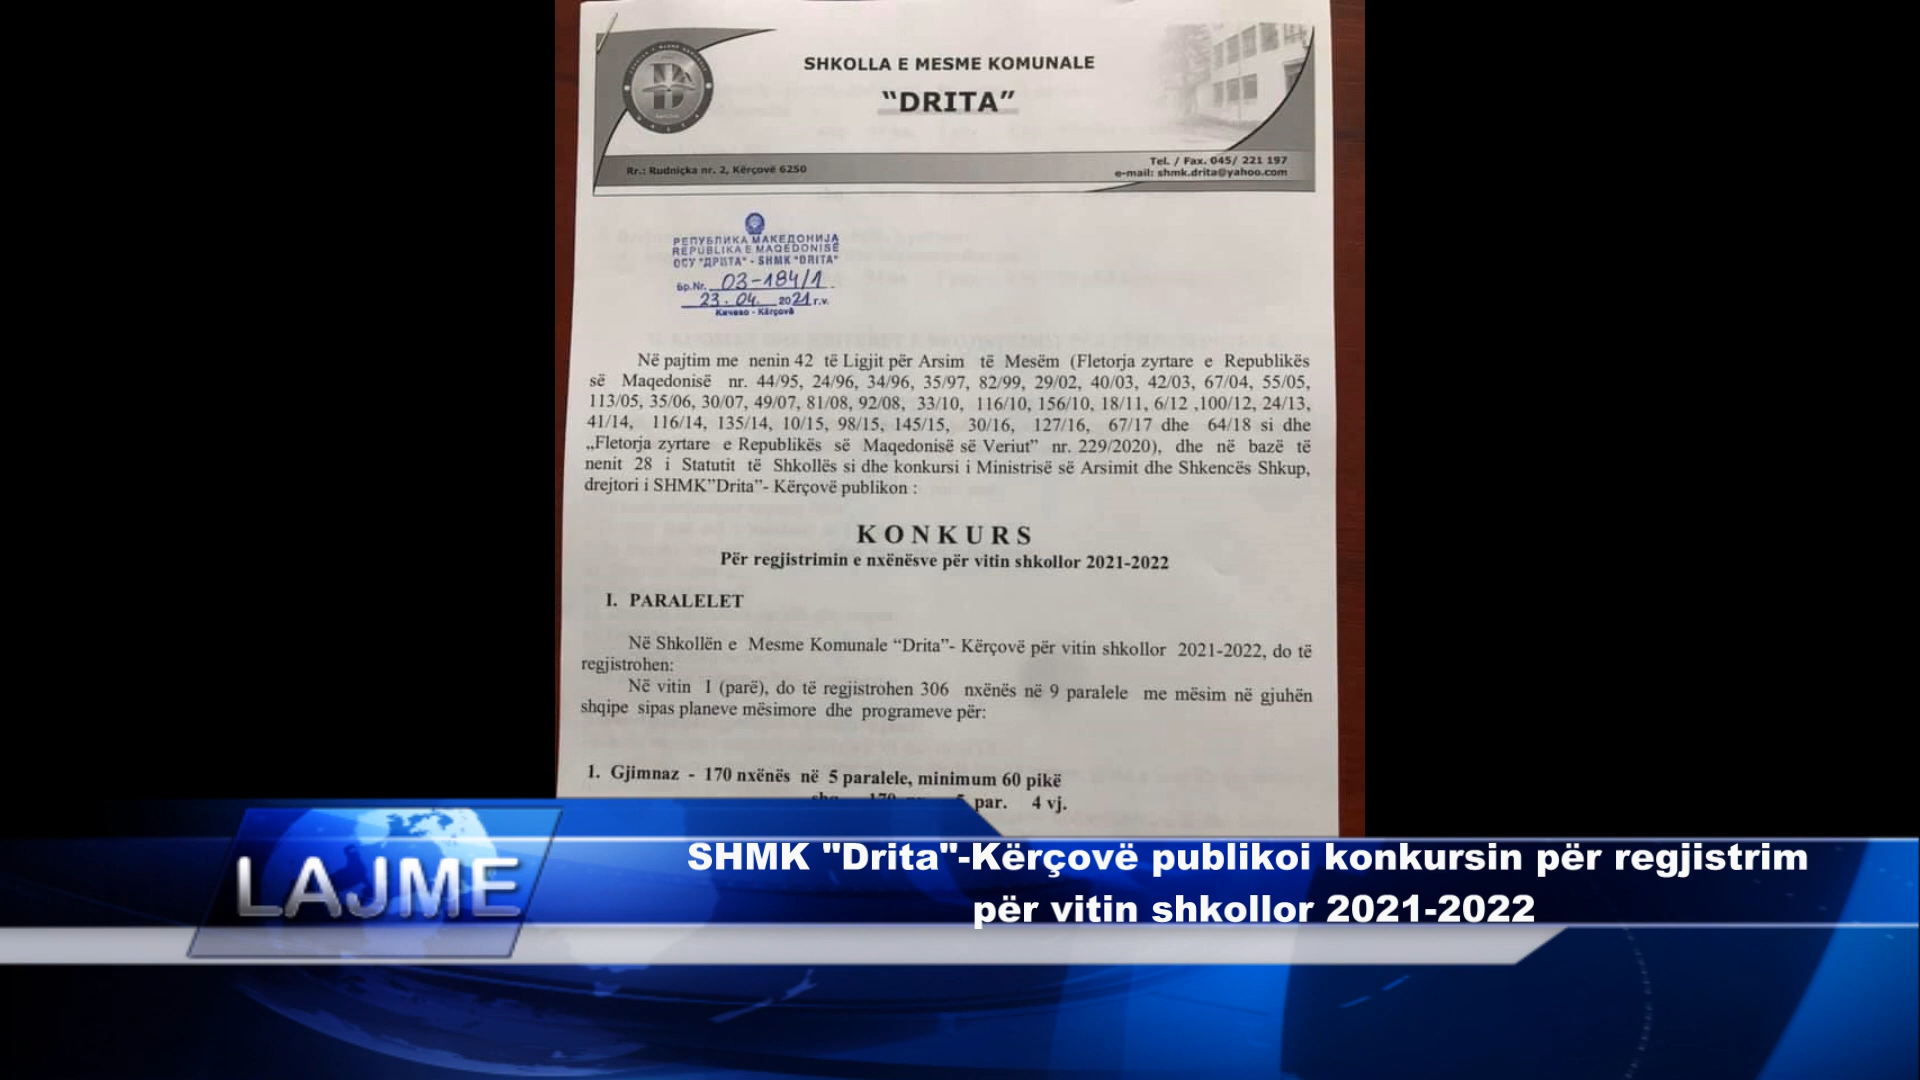 SHKOLLA E MESME KOMUNALE
“DRITA”
Rr.: Rudniçka nr. 2, Kërçovë 6250
Tel. / Fax. 045/ 221 197
e-mail: shmk.drita@yahoo.com
РЕПУБЛИКА МАКЕДОНИЈА
REPUBLIKA E MAQEDONISË
ОСУ "ДРИТА" - SHMK "DRITA"
Бр.Nr. 03-184/1
23.04. 2021 г.v.
Кичево - Kërçovë
Në pajtim me nenin 42 të Ligjit për Arsim të Mesëm (Fletorja zyrtare e Republikës
së Maqedonisë nr. 44/95, 24/96, 34/96, 35/97, 82/99, 29/02, 40/03, 42/03, 67/04, 55/05,
113/05, 35/06, 30/07, 49/07, 81/08, 92/08, 33/10, 116/10, 156/10, 18/11, 6/12 ,100/12, 24/13,
41/14, 116/14, 135/14, 10/15, 98/15, 145/15, 30/16, 127/16, 67/17 dhe 64/18 si dhe
„Fletorja zyrtare e Republikës së Maqedonisë së Veriut” nr. 229/2020), dhe në bazë të
nenit 28 i Statutit të Shkollës si dhe konkursi i Ministrisë së Arsimit dhe Shkencës Shkup,
drejtori i SHMK”Drita”- Kërçovë publikon :
K O N K U R S
Për regjistrimin e nxënësve për vitin shkollor 2021-2022
I. PARALELET
Në Shkollën e Mesme Komunale “Drita”- Kërçovë për vitin shkollor 2021-2022, do të
regjistrohen:
Në vitin I (parë), do të regjistrohen 306 nxënës në 9 paralele me mësim në gjuhën
shqipe sipas planeve mësimore dhe programeve për:
1. Gjimnaz - 170 nxënës në 5 paralele, minimum 60 pikë
par. 4 vj.
LAJME
SHMK "Drita"-Kërçovë publikoi konkursin për regjistrim
për vitin shkollor 2021-2022